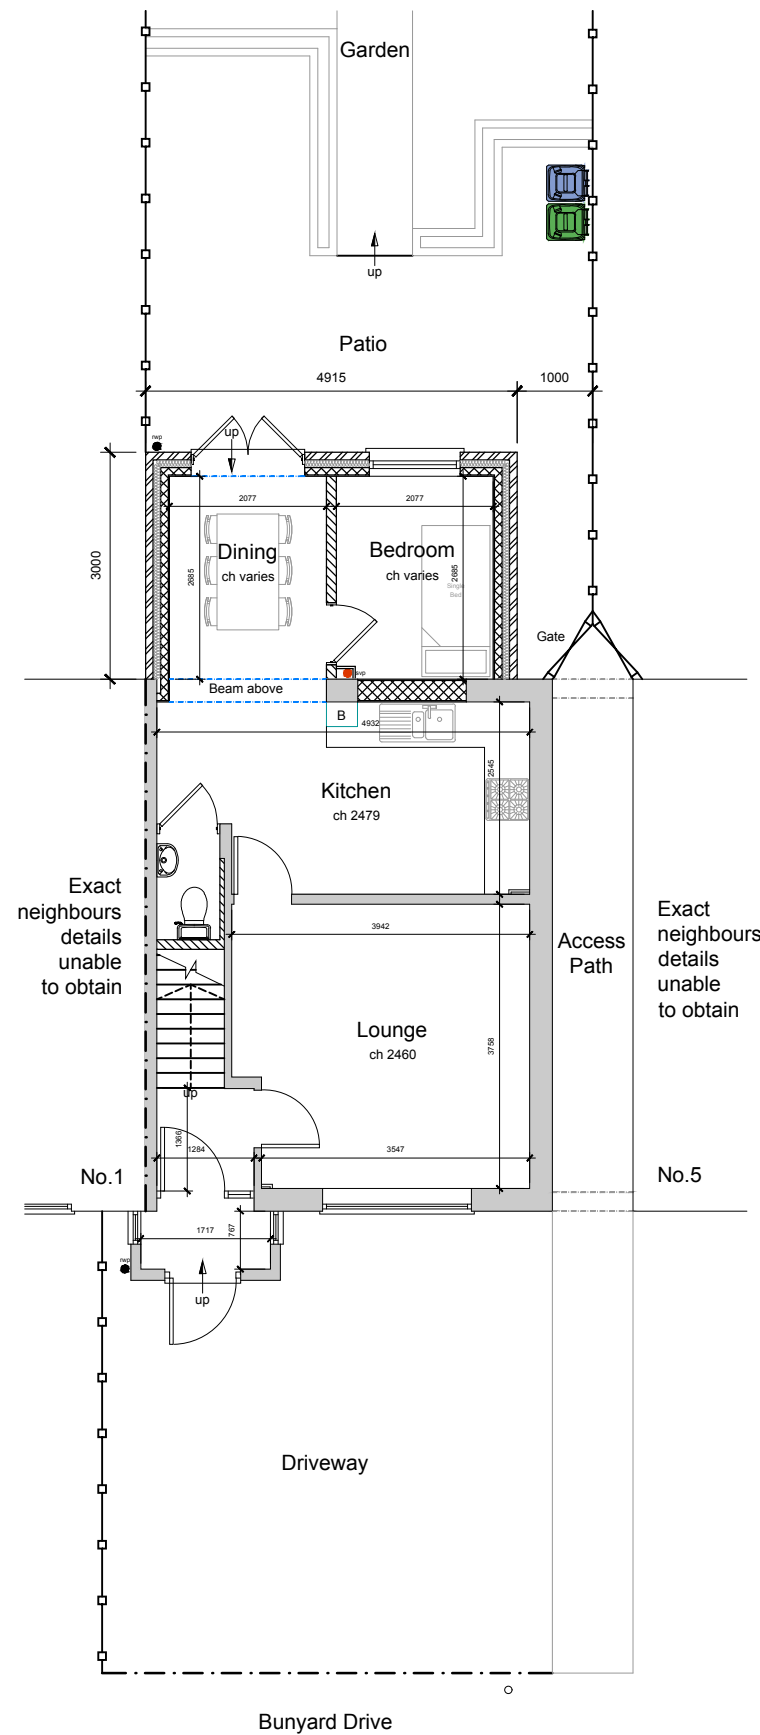 Garden
up
Patio
4915
1000
rwp
up
2077
2077
3000
Dining
ch varies
Bedroom
ch varies
2685
2685
Single
Bed
Gate
svp
Beam above
B
4932
2545
Kitchen
ch 2479
Exact
neighbours
details
unable
to obtain
3942
Access
Path
Exact
neighbours
details
unable
to obtain
Lounge
ch 2460
3758
up
1366
1284
3547
No.1
No.5
1717
767
rwp
up
Driveway
Bunyard Drive